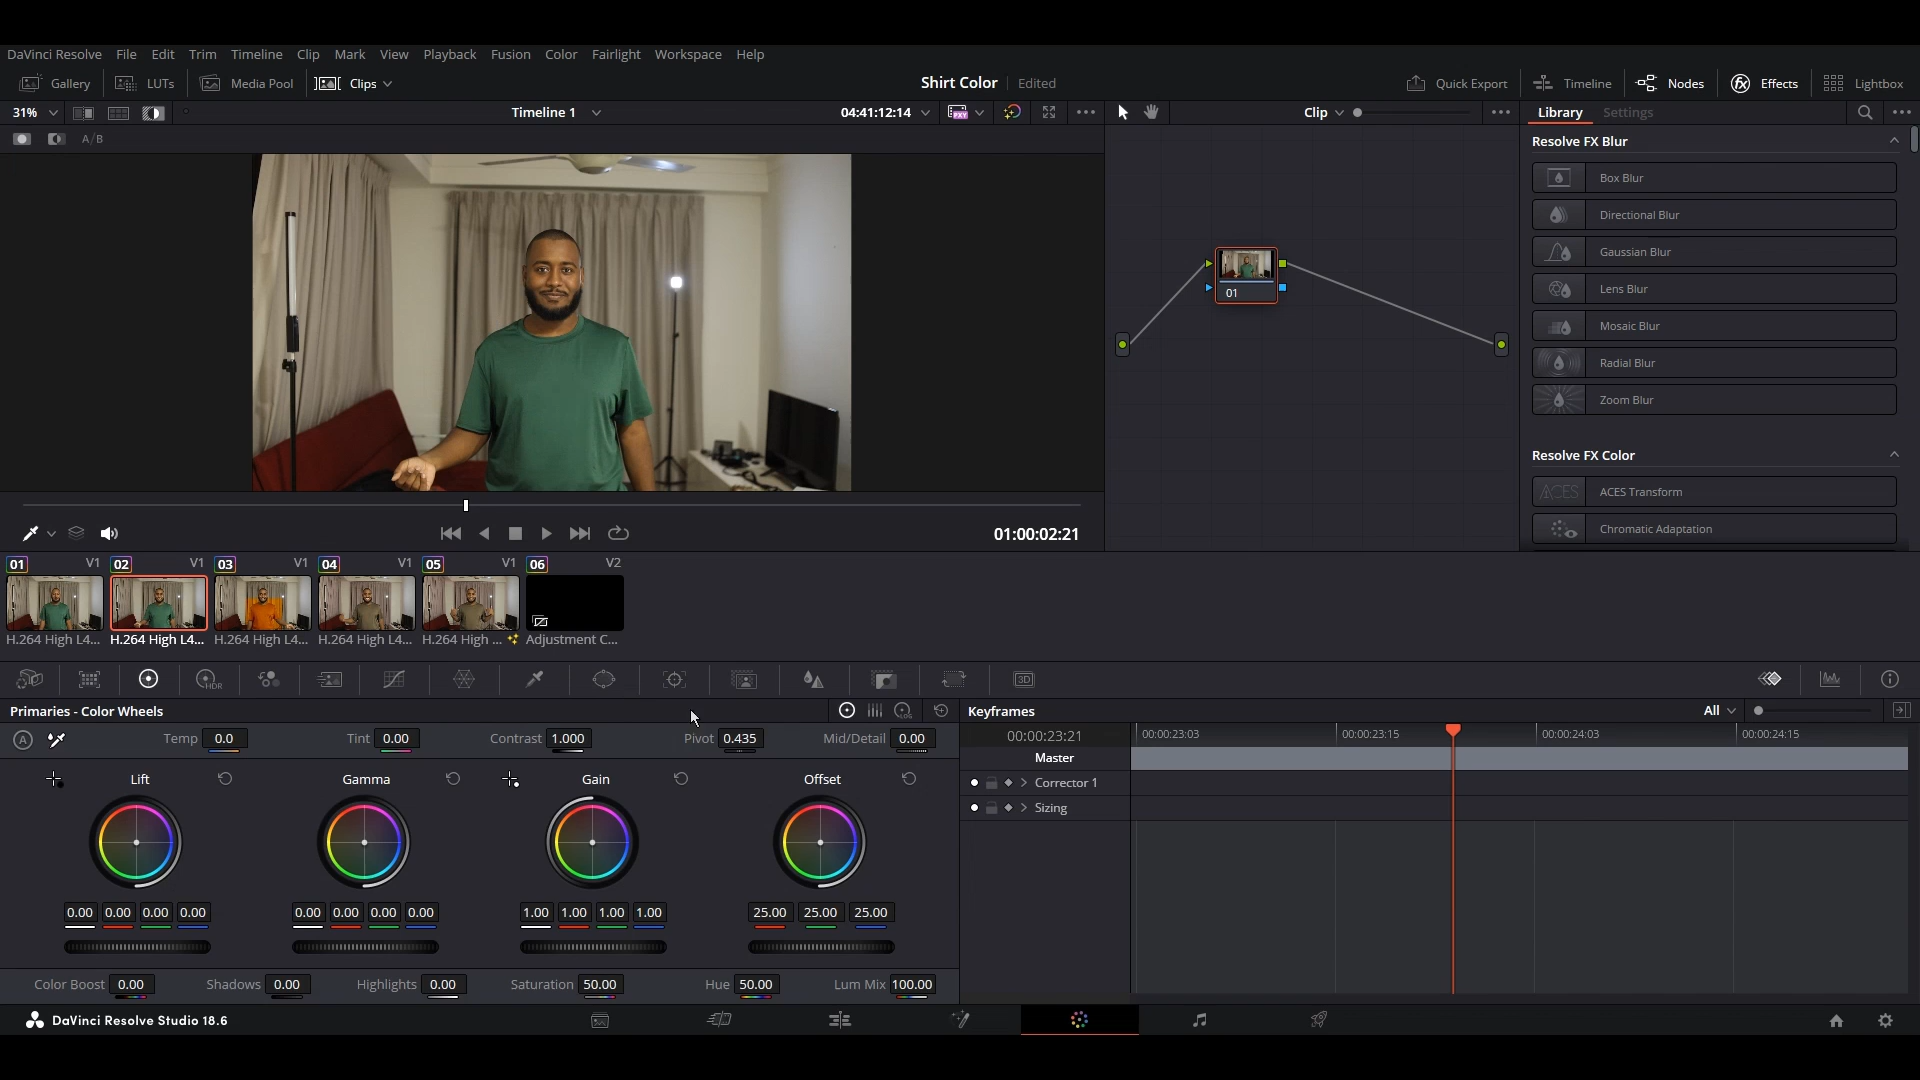 DaVinci Resolve File Edit Trim Timeline Clip Mark View Playback Fusion Color Fairlight Workspace Help
Gallery LUTs Media Pool Clips Shirt Color Edited Quick Export Timeline Nodes Effects Lightbox
31% Timeline 1 04:41:12:14 PXY Clip Library Settings
A/B
Resolve FX Blur
Box Blur
Directional Blur
Gaussian Blur
Lens Blur
Mosaic Blur
Radial Blur
Zoom Blur
01
Resolve FX Color
ACES ACES Transform
Chromatic Adaptation
01:00:02:21
01 V1 02 V1 03 V1 04 V1 05 V1 06 V2
H.264 High L4... H.264 High L4... H.264 High L4... H.264 High L4... H.264 High ... Adjustment C...
HDR 3D
Primaries - Color Wheels LOG Keyframes All
A Temp 0.0 Tint 0.00 Contrast 1.000 Pivot 0.435 Mid/Detail 0.00
00:00:23:21 00:00:23:03 00:00:23:15 00:00:24:03 00:00:24:15
Master
Lift Gamma Gain Offset
Corrector 1
Sizing
0.00 0.00 0.00 0.00 0.00 0.00 0.00 0.00 1.00 1.00 1.00 1.00 25.00 25.00 25.00
Color Boost 0.00 Shadows 0.00 Highlights 0.00 Saturation 50.00 Hue 50.00 Lum Mix 100.00
DaVinci Resolve Studio 18.6